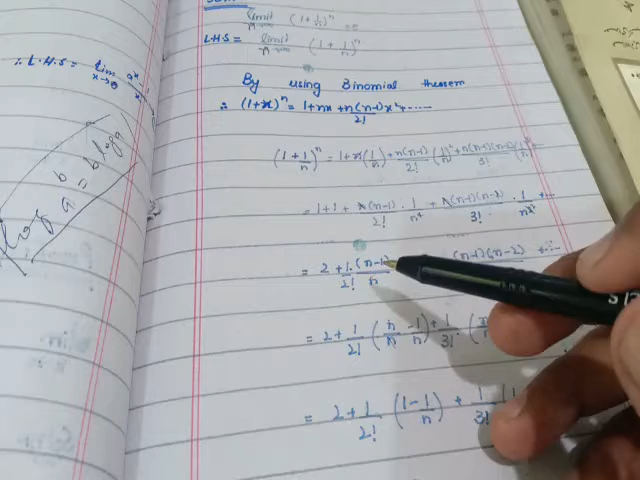 limit n→∞ (1 + 1/n)^n = e
L.H.S = limit n→∞ (1 + 1/n)^n
∴ L.H.S = lim x→0 a^x
By using Binomial theorem
∴ (1+x)^n = 1 + nx + n(n-1)x²/2! + ......
(1 + 1/n)^n = 1 + n(1/n) + n(n-1)/2! (1/n)² + n(n-1)(n-2)/3! (1/n)³
= 1 + 1 + n(n-1)/2! . 1/n² + n(n-1)(n-2)/3! . 1/n³ + ...
= 2 + 1/2! (n-1)/n (n-1)(n-2) + ...
= 2 + 1/2! (n/n - 1/n) + 1/3! (n
= 2 + 1/2! (1 - 1/n) + 1/3! (1
log a^b = b log a